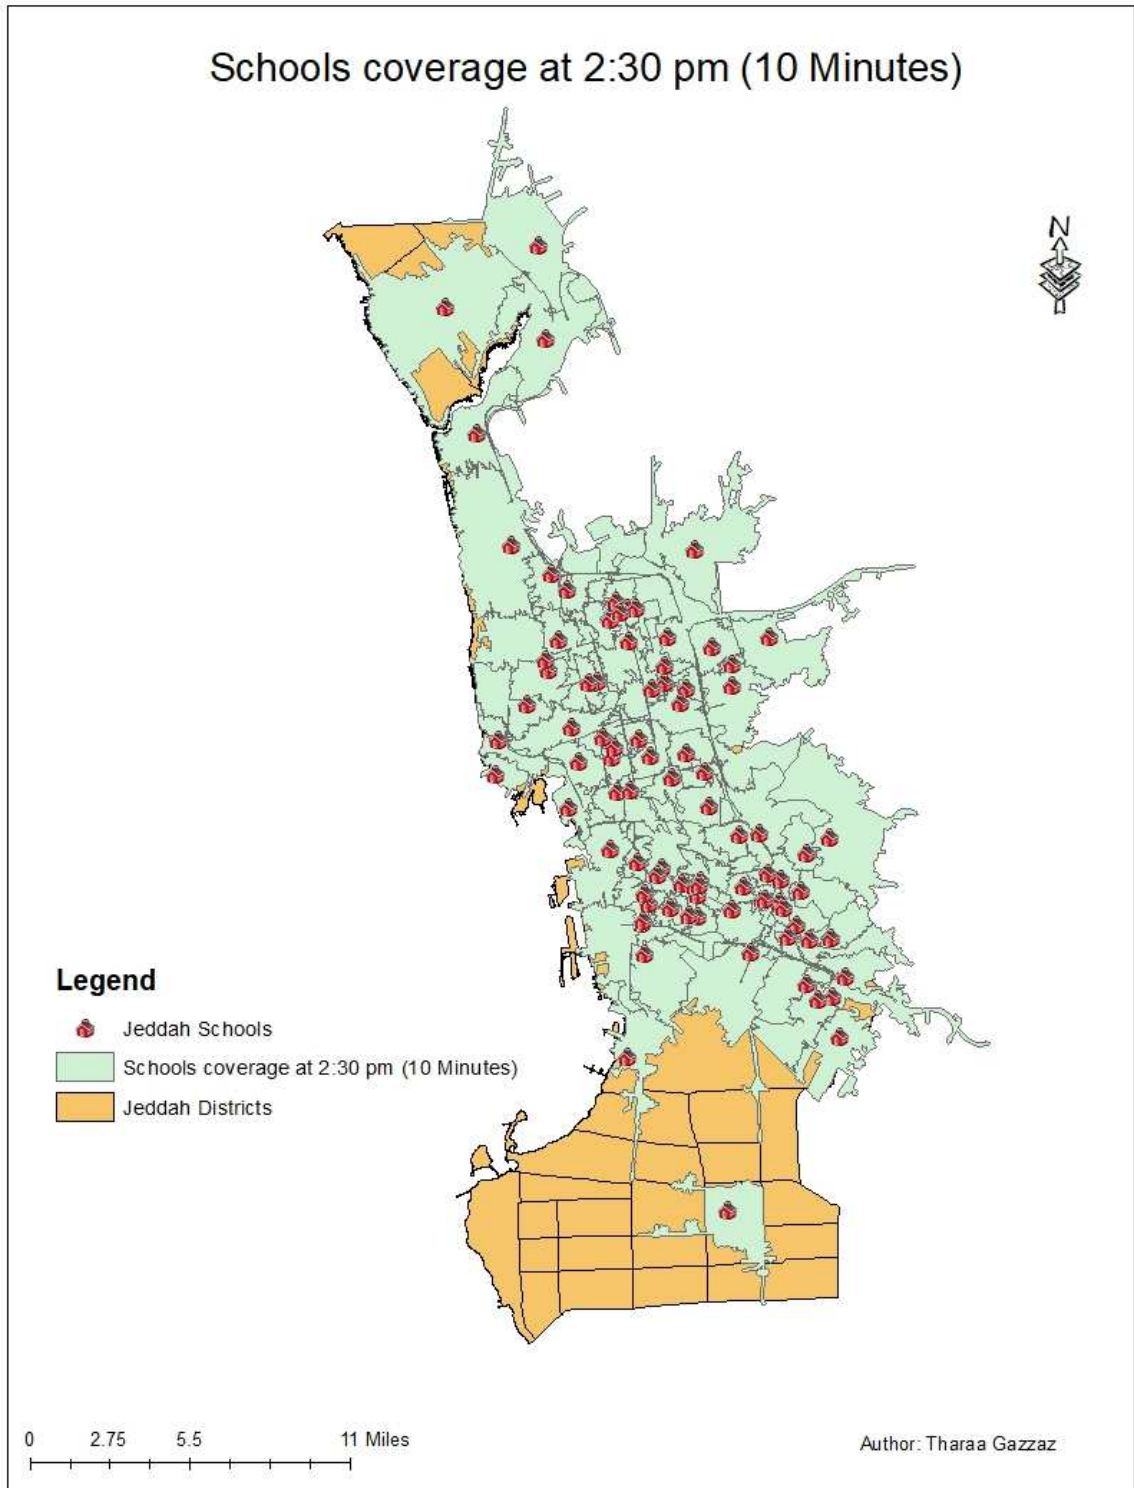 Schools coverage at 2:30 pm (10 Minutes)
N
Legend
Jeddah Schools
Schools coverage at 2:30 pm (10 Minutes)
Jeddah Districts
0 2.75 5.5 11 Miles
Author: Tharaa Gazzaz